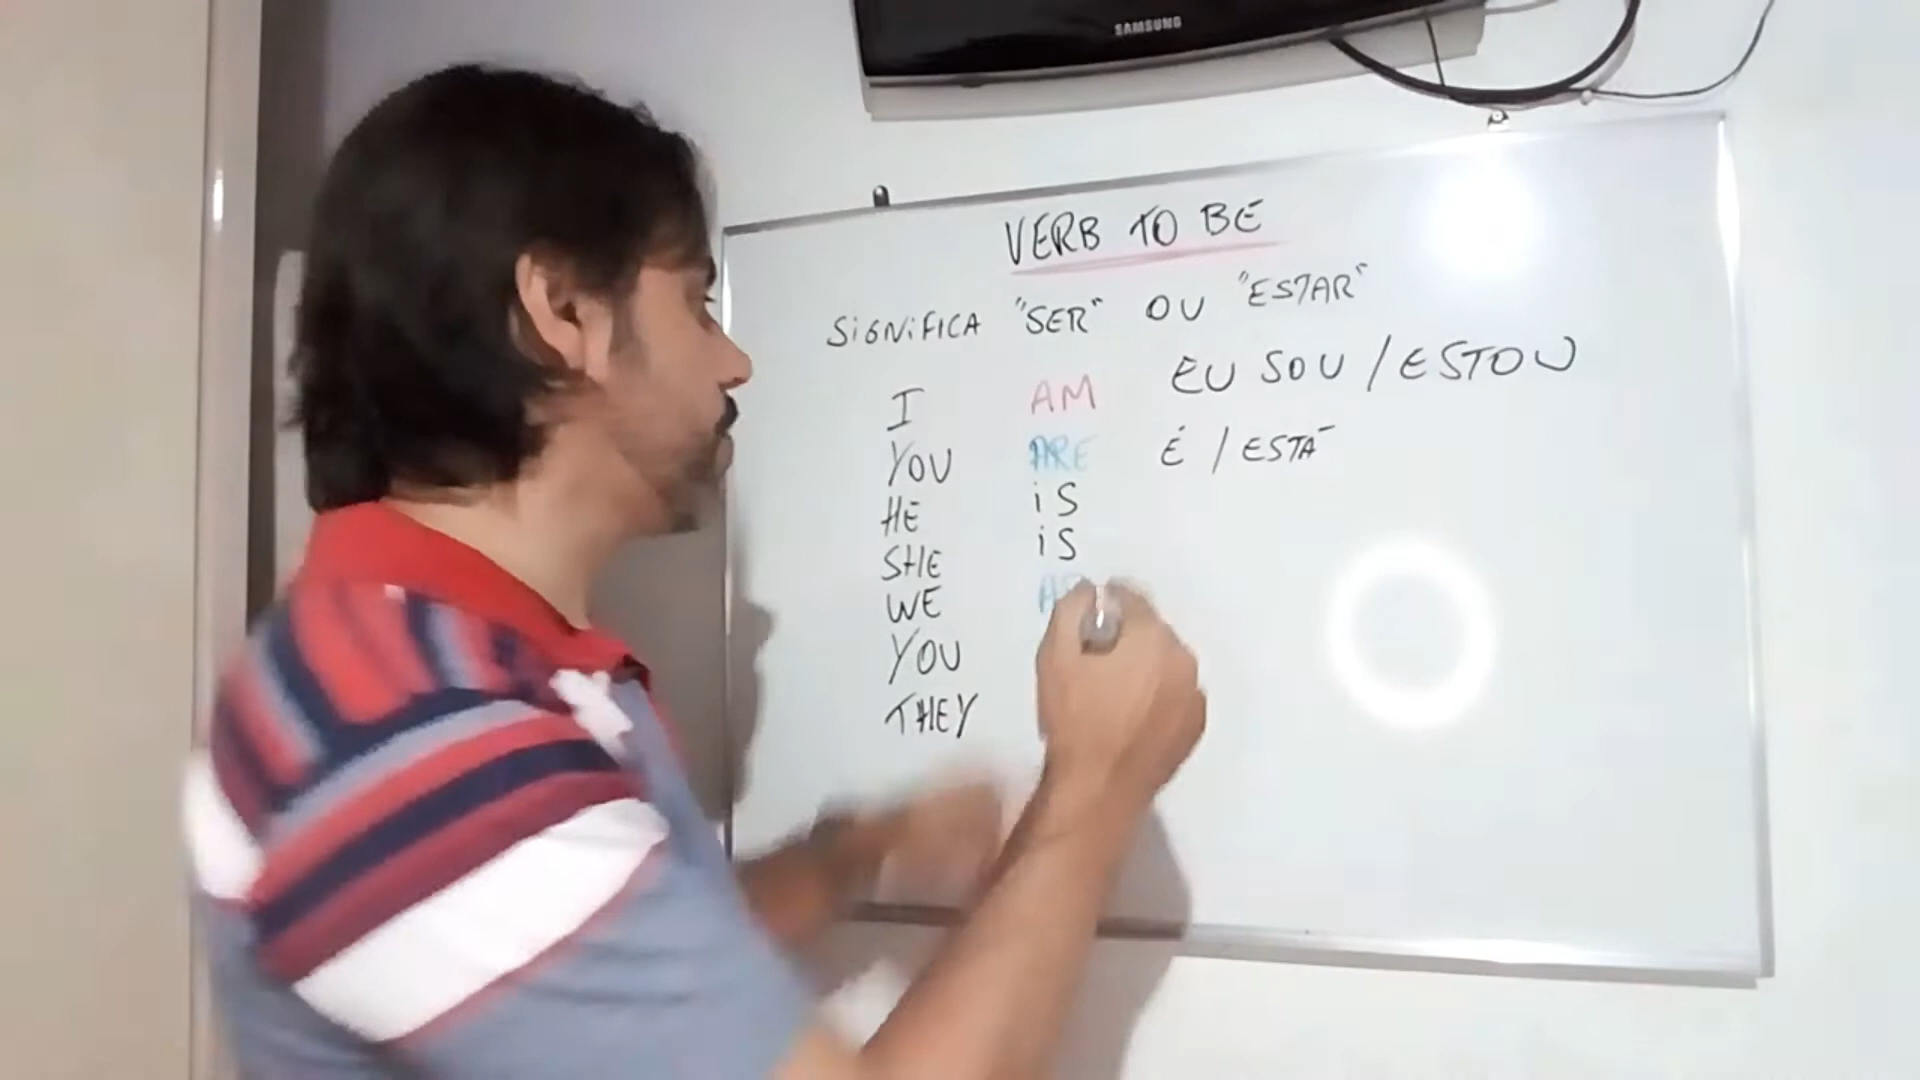 SAMSUNG
VERB TO BE
SiGNiFiCA "SER" OU "ESTAR"
I AM EU SOU / ESTOU
YOU ARE É / ESTÁ
HE iS
SHE iS
WE
YOU
THEY